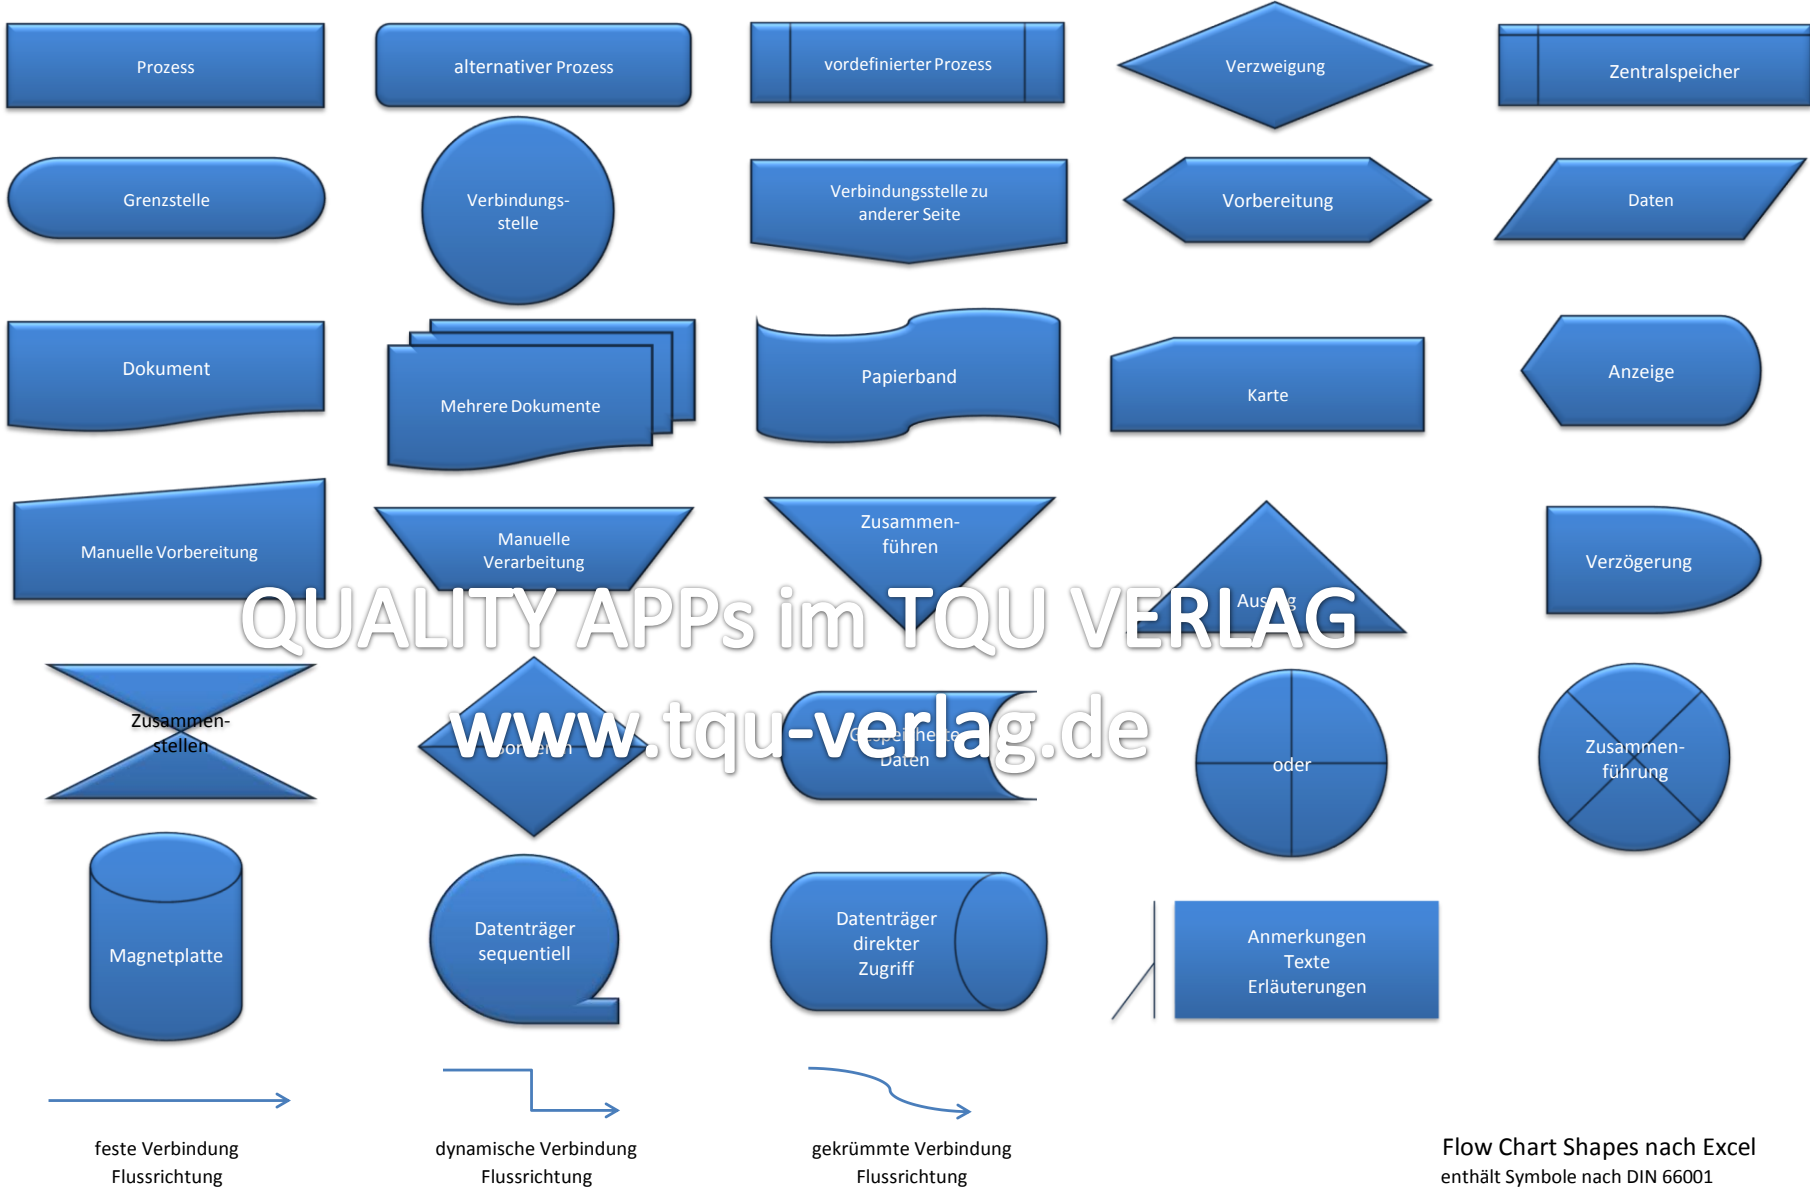 Prozess
alternativer Prozess
vordefinierter Prozess
Verzweigung
Zentralspeicher
Grenzstelle
Verbindungs-
stelle
Verbindungsstelle zu
anderer Seite
Vorbereitung
Daten
Dokument
Mehrere Dokumente
Papierband
Karte
Anzeige
Manuelle Vorbereitung
Manuelle
Verarbeitung
Zusammen-
führen
Verzögerung
QUALITY APPs im TQU VERLAG
Zusammen-
stellen
www.tqu-verlag.de
Gespeicherte
Daten
oder
Zusammen-
führung
Magnetplatte
Datenträger
sequentiell
Datenträger
direkter
Zugriff
Anmerkungen
Texte
Erläuterungen
feste Verbindung
Flussrichtung
dynamische Verbindung
Flussrichtung
gekrümmte Verbindung
Flussrichtung
Flow Chart Shapes nach Excel
enthält Symbole nach DIN 66001